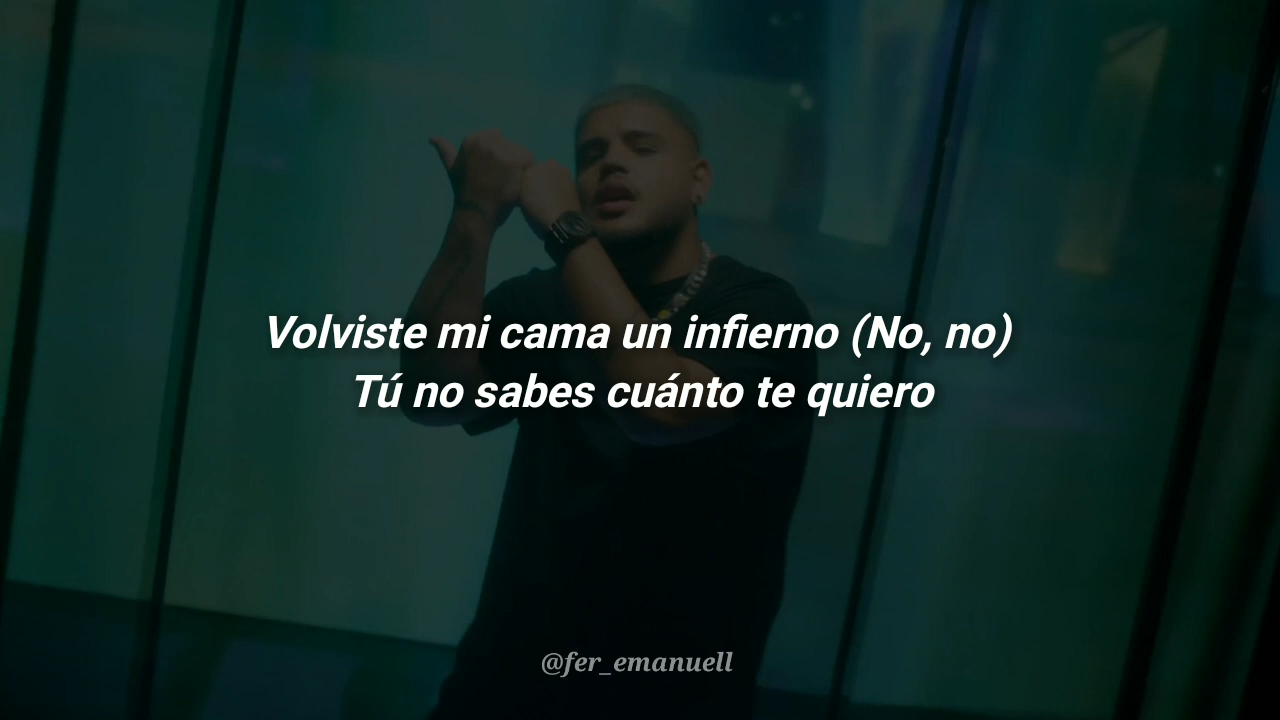 Volviste mi cama un infierno (No, no)
Tú no sabes cuánto te quiero
@fer_emanuell